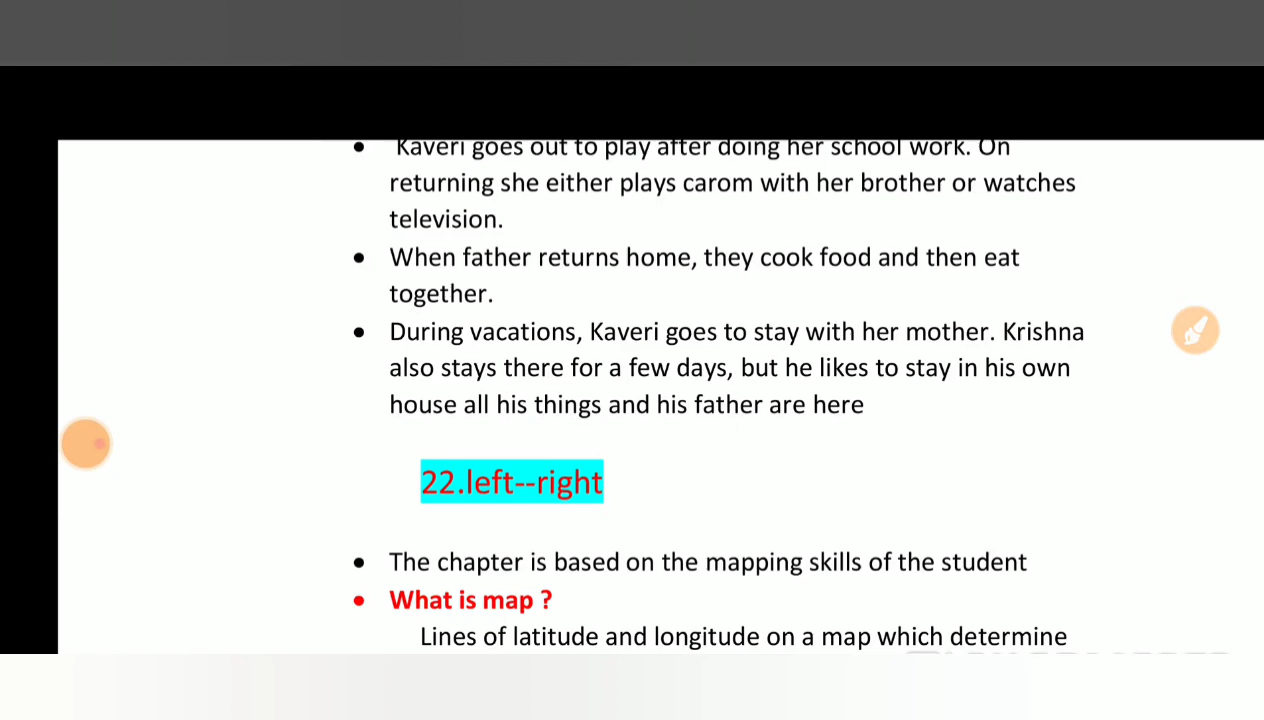 • Kaveri goes out to play after doing her school work. On
returning she either plays carom with her brother or watches
television.
• When father returns home, they cook food and then eat
together.
• During vacations, Kaveri goes to stay with her mother. Krishna
also stays there for a few days, but he likes to stay in his own
house all his things and his father are here
22.left--right
• The chapter is based on the mapping skills of the student
• What is map ?
Lines of latitude and longitude on a map which determine